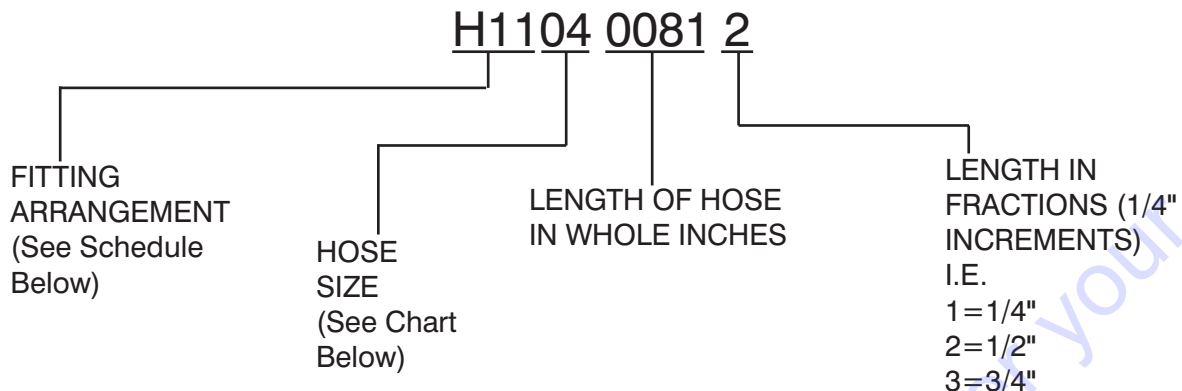 H1104 0081 2
FITTING
ARRANGEMENT
(See Schedule
Below)
HOSE
SIZE
(See Chart
Below)
LENGTH OF HOSE
IN WHOLE INCHES
LENGTH IN
FRACTIONS (1/4"
INCREMENTS)
I.E.
1=1/4"
2=1/2"
3=3/4"
your